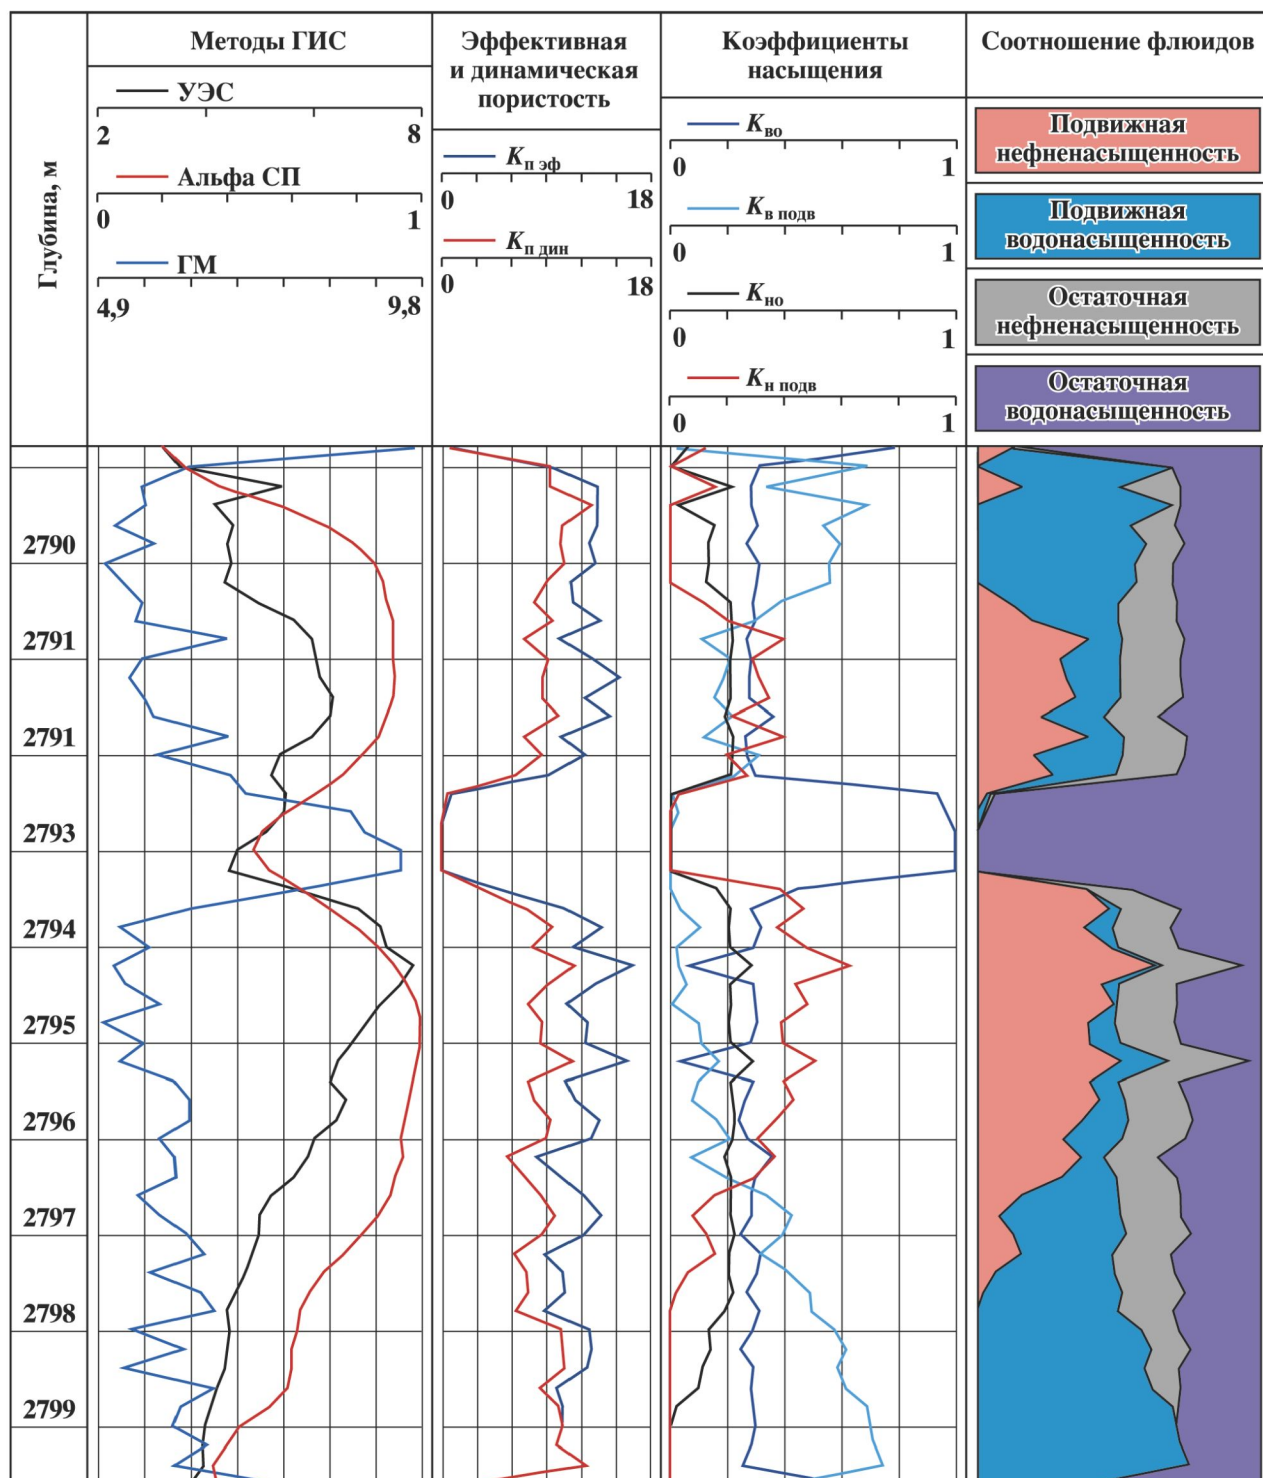 Методы ГИС
Эффективная
и динамическая
пористость
Коэффициенты
насыщения
Соотношение флюидов
Глубина, м
УЭС
2 8
Альфа СП
0 1
ГМ
4,9 9,8
Kп эф
0 18
Kп дин
0 18
Kво
0 1
Kв подв
0 1
Kно
0 1
Kн подв
0 1
Подвижная
нефненасыщенность
Подвижная
водонасыщенность
Остаточная
нефненасыщенность
Остаточная
водонасыщенность
2790
2791
2791
2793
2794
2795
2796
2797
2798
2799